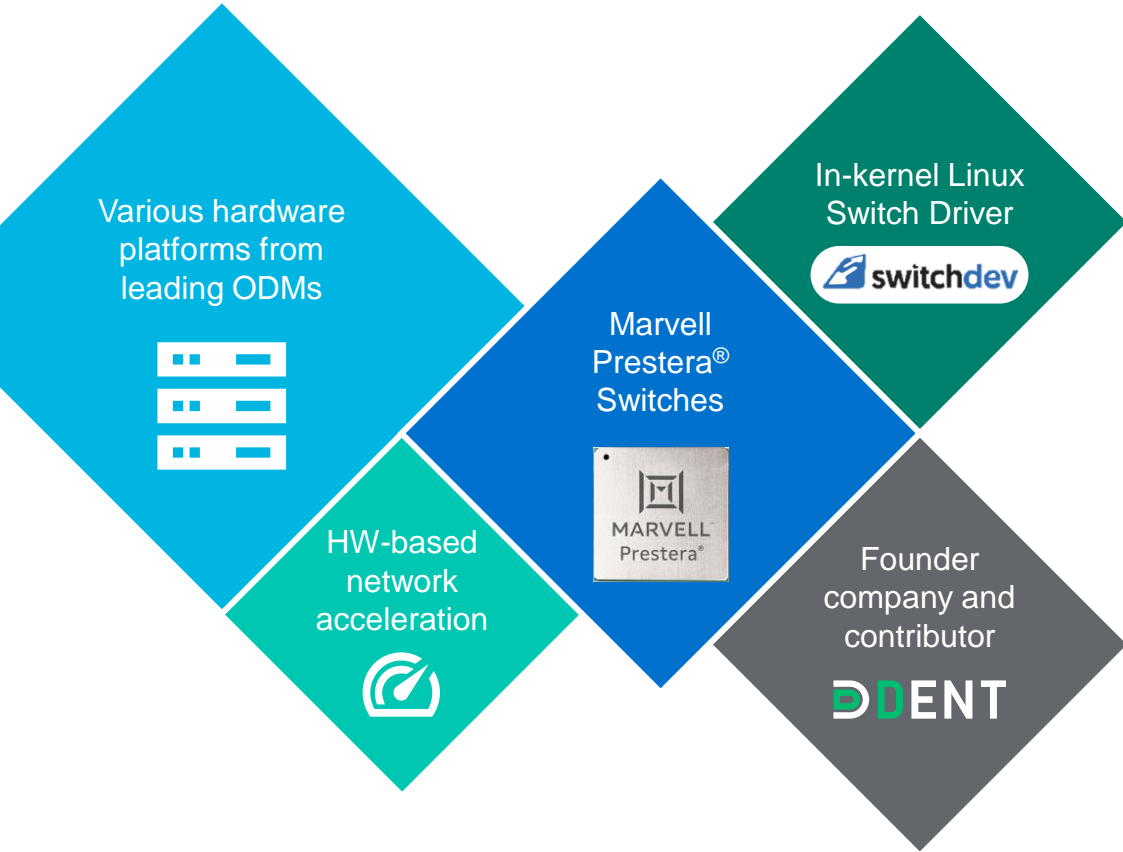 Various hardware
platforms from
leading ODMs
HW-based
network
acceleration
Marvell
Prestera®
Switches
MARVELL™
Prestera®
In-kernel Linux
Switch Driver
switchdev
Founder
company and
contributor
DENT